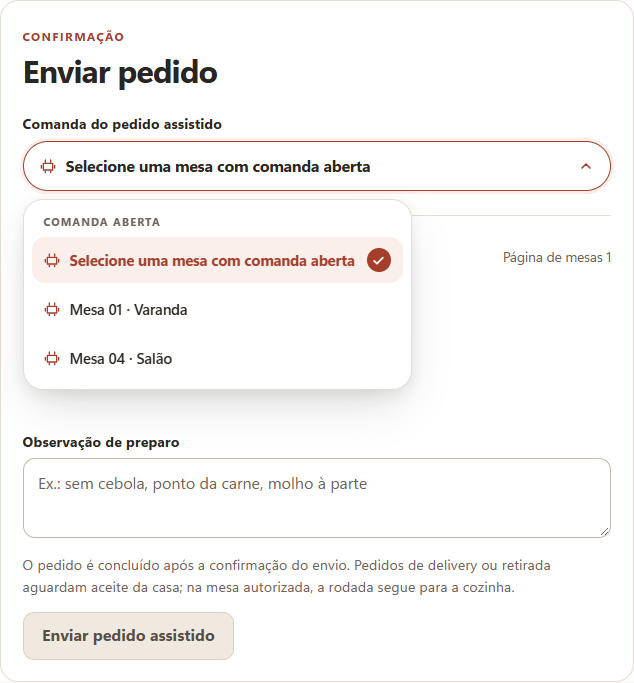 CONFIRMAÇÃO
Enviar pedido
Comanda do pedido assistido
Selecione uma mesa com comanda aberta
COMANDA ABERTA
Selecione uma mesa com comanda aberta
Página de mesas 1
Mesa 01 · Varanda
Mesa 04 · Salão
Observação de preparo
Ex.: sem cebola, ponto da carne, molho à parte
O pedido é concluído após a confirmação do envio. Pedidos de delivery ou retirada
aguardam aceite da casa; na mesa autorizada, a rodada segue para a cozinha.
Enviar pedido assistido